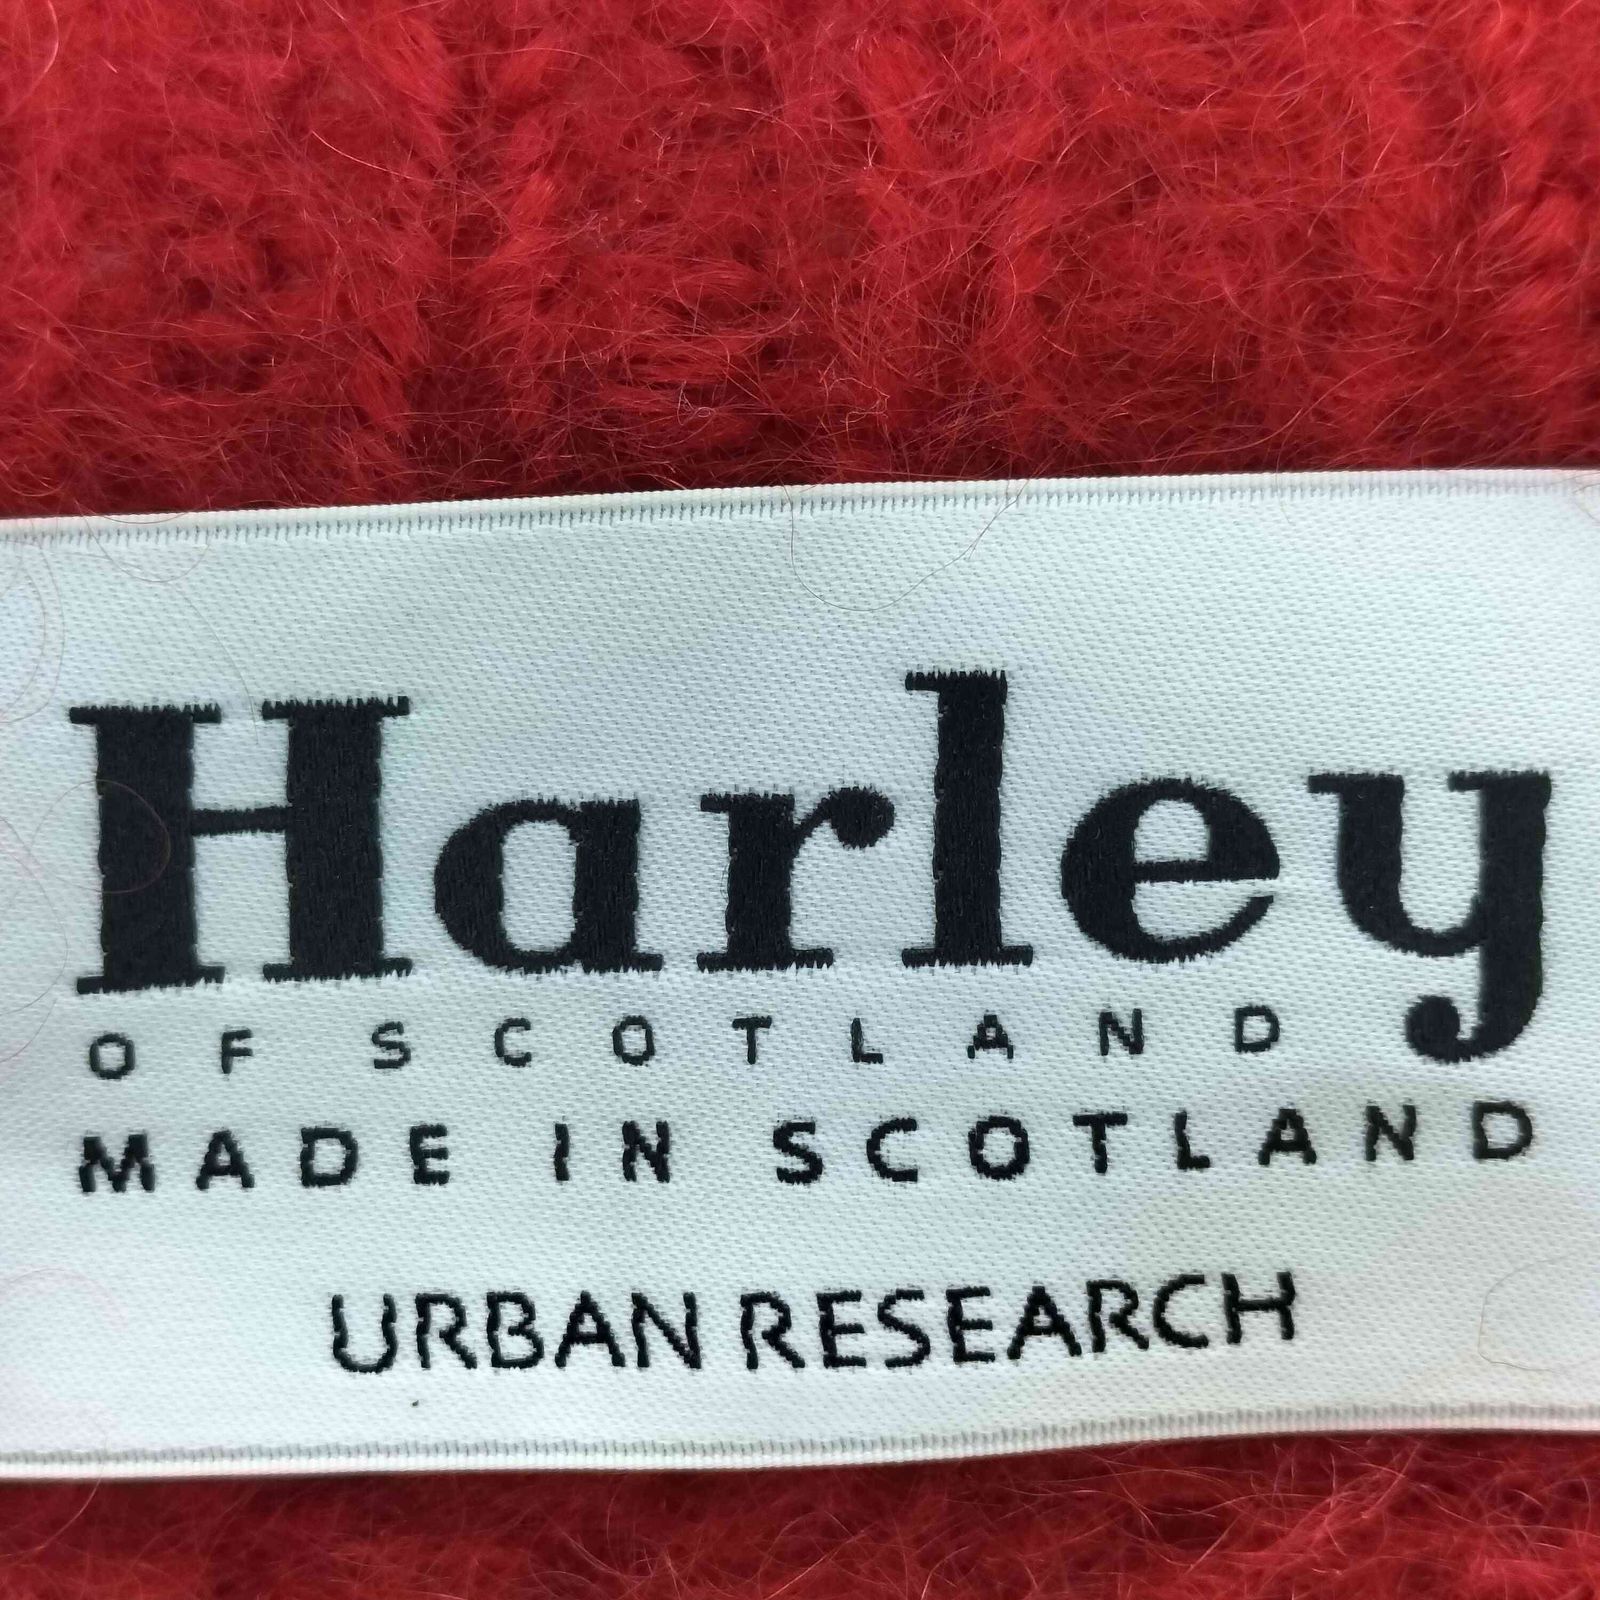 Harley
OF SCOTLAND
MADE IN SCOTLAND
URBAN RESEARCH